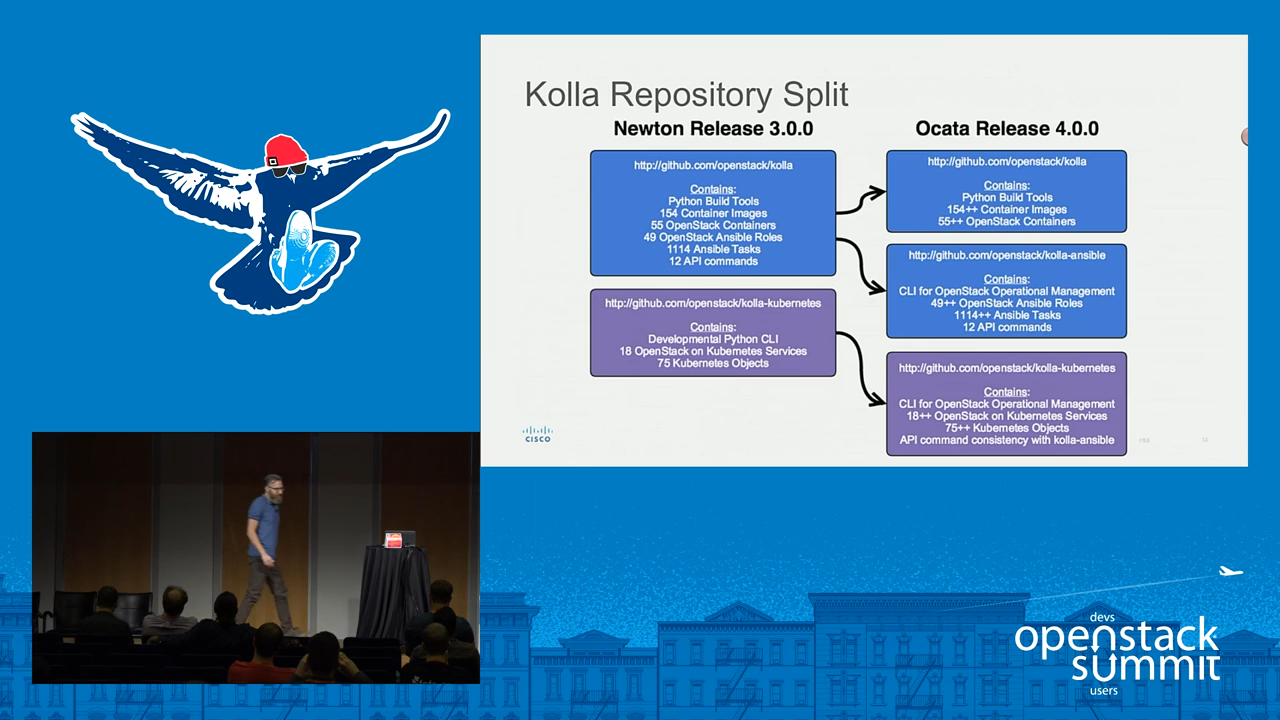 Kolla Repository Split
Newton Release 3.0.0
http://github.com/openstack/kolla
Contains:
Python Build Tools
154 Container Images
55 OpenStack Containers
49 OpenStack Ansible Roles
1114 Ansible Tasks
12 API commands
http://github.com/openstack/kolla-kubernetes
Contains:
Developmental Python CLI
18 OpenStack on Kubernetes Services
75 Kubernetes Objects
Ocata Release 4.0.0
http://github.com/openstack/kolla
Contains:
Python Build Tools
154++ Container Images
55++ OpenStack Containers
http://github.com/openstack/kolla-ansible
Contains:
CLI for OpenStack Operational Management
49++ OpenStack Ansible Roles
1114++ Ansible Tasks
12 API commands
http://github.com/openstack/kolla-kubernetes
Contains:
CLI for OpenStack Operational Management
18++ OpenStack on Kubernetes Services
75++ Kubernetes Objects
API command consistency with kolla-ansible
CISCO
devs
openstack
summit
users